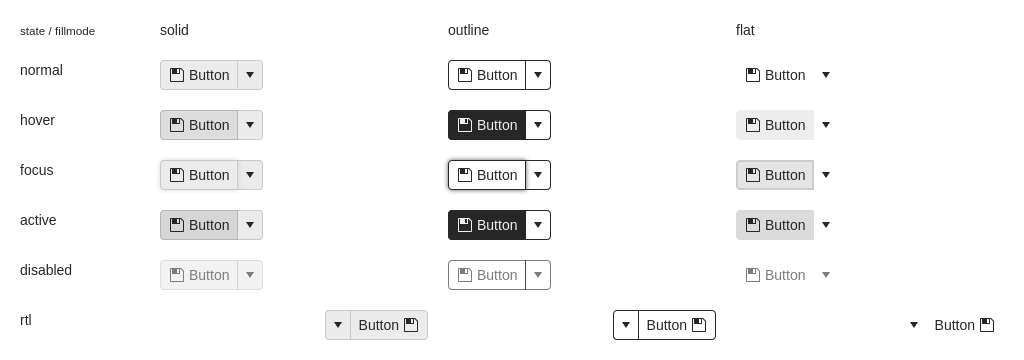 state / fillmode solid outline flat
normal Button Button Button
hover Button Button Button
focus Button Button Button
active Button Button Button
disabled Button Button Button
rtl Button Button Button